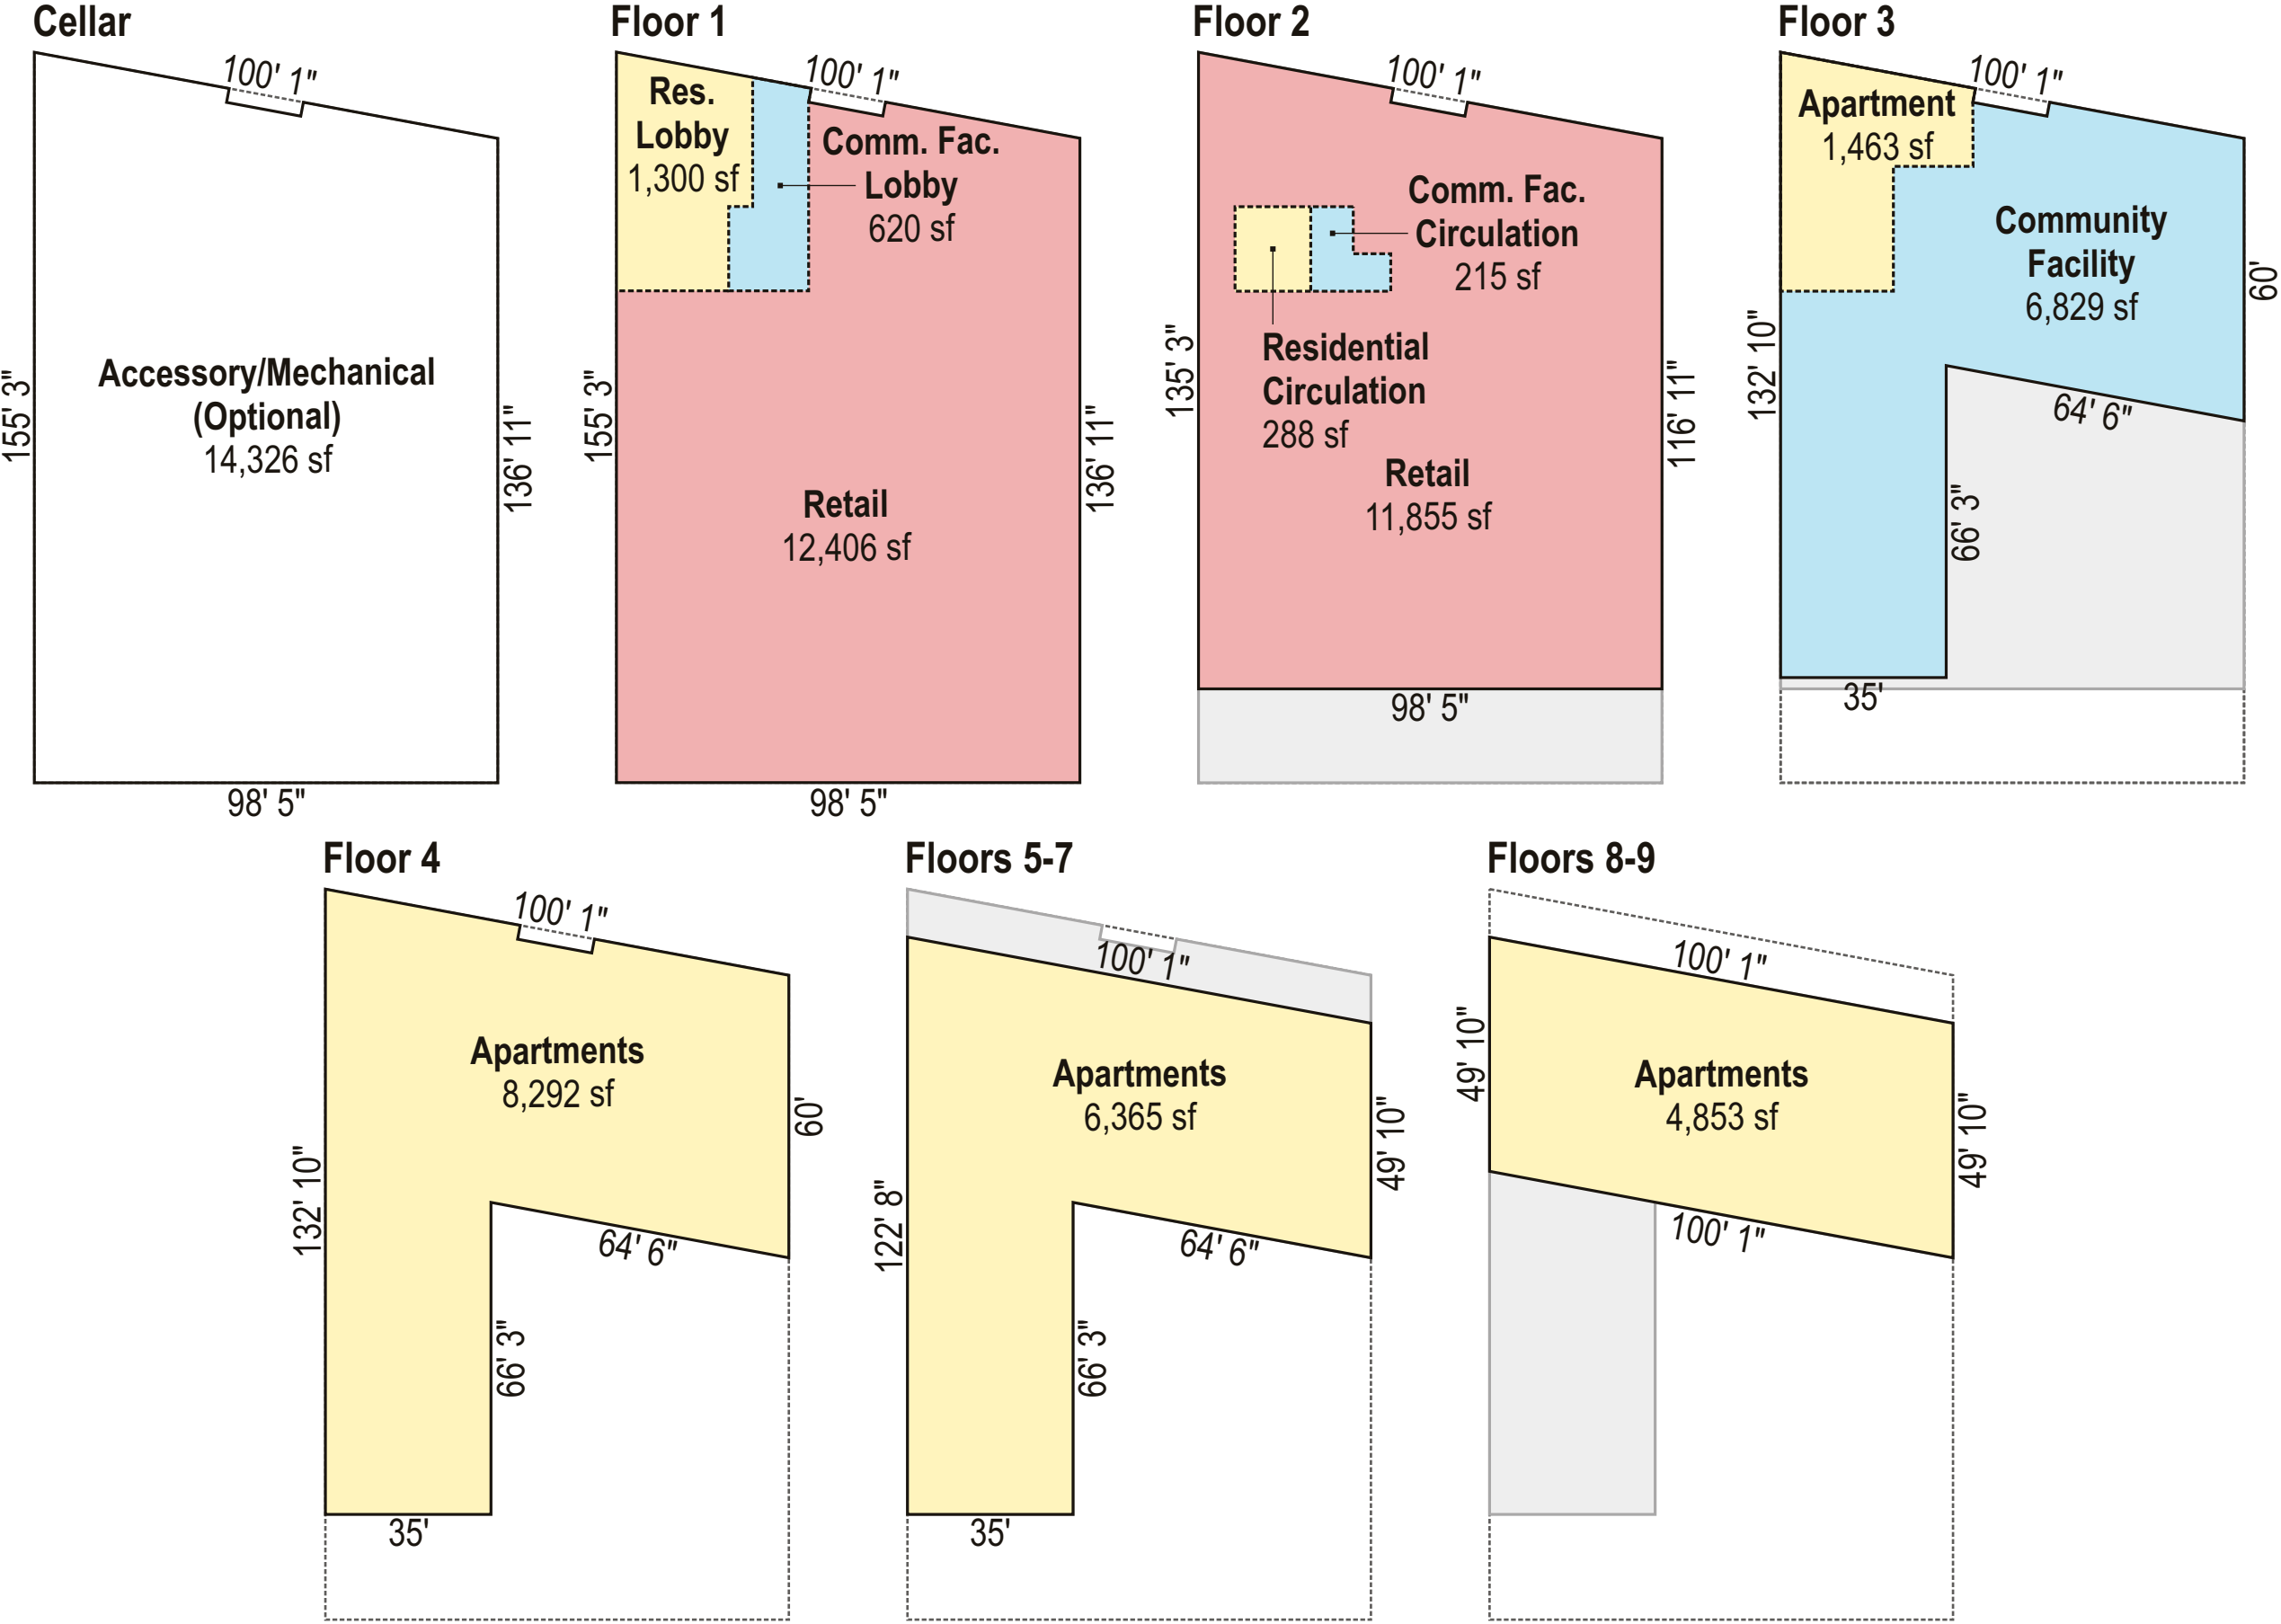 Cellar
100' 1"
155' 3"
Accessory/Mechanical
(Optional)
14,326 sf
136' 11"
98' 5"
Floor 1
100' 1"
Res.
Lobby
1,300 sf
Comm. Fac.
Lobby
620 sf
155' 3"
136' 11"
Retail
12,406 sf
98' 5"
Floor 2
100' 1"
Comm. Fac.
Circulation
215 sf
135' 3"
Residential
Circulation
288 sf
116' 11"
Retail
11,855 sf
98' 5"
Floor 3
100' 1"
Apartment
1,463 sf
Community
Facility
6,829 sf
60'
132' 10"
64' 6"
66' 3"
35'
Floor 4
100' 1"
Apartments
8,292 sf
60'
132' 10"
64' 6"
66' 3"
35'
Floors 5-7
100' 1"
Apartments
6,365 sf
49' 10"
122' 8"
64' 6"
66' 3"
35'
Floors 8-9
100' 1"
49' 10"
Apartments
4,853 sf
49' 10"
100' 1"